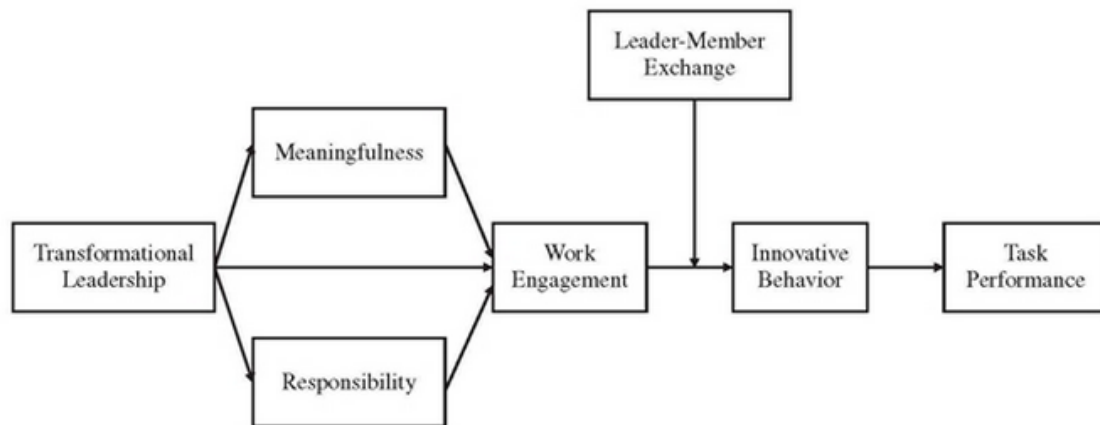 Leader-Member
Exchange
Meaningfulness
Transformational
Leadership
Work
Engagement
Innovative
Behavior
Task
Performance
Responsibility